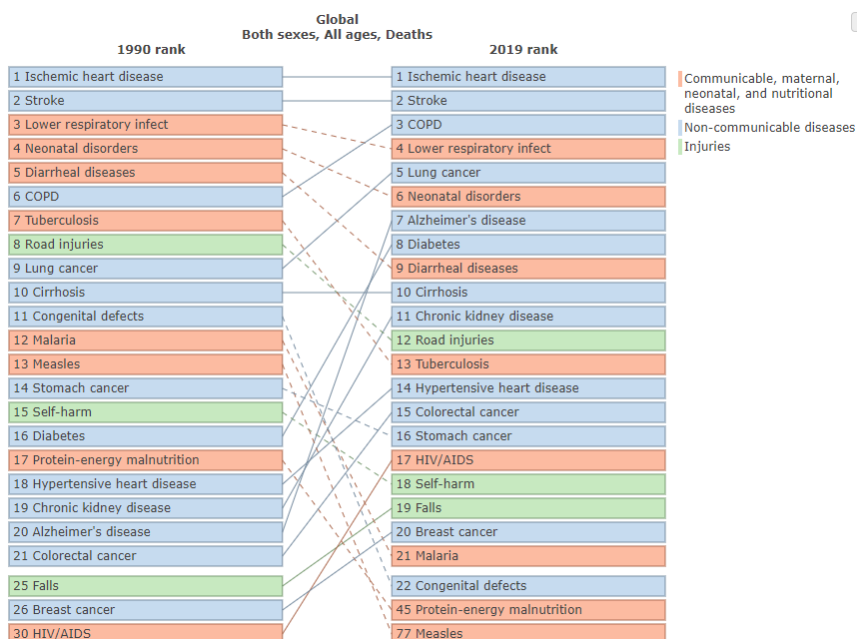 Global
Both sexes, All ages, Deaths
1990 rank
2019 rank
1 Ischemic heart disease
2 Stroke
3 Lower respiratory infect
4 Neonatal disorders
5 Diarrheal diseases
6 COPD
7 Tuberculosis
8 Road injuries
9 Lung cancer
10 Cirrhosis
11 Congenital defects
12 Malaria
13 Measles
14 Stomach cancer
15 Self-harm
16 Diabetes
17 Protein-energy malnutrition
18 Hypertensive heart disease
19 Chronic kidney disease
20 Alzheimer's disease
21 Colorectal cancer
25 Falls
26 Breast cancer
30 HIV/AIDS
1 Ischemic heart disease
2 Stroke
3 COPD
4 Lower respiratory infect
5 Lung cancer
6 Neonatal disorders
7 Alzheimer's disease
8 Diabetes
9 Diarrheal diseases
10 Cirrhosis
11 Chronic kidney disease
12 Road injuries
13 Tuberculosis
14 Hypertensive heart disease
15 Colorectal cancer
16 Stomach cancer
17 HIV/AIDS
18 Self-harm
19 Falls
20 Breast cancer
21 Malaria
22 Congenital defects
45 Protein-energy malnutrition
77 Measles
Communicable, maternal,
neonatal, and nutritional
diseases
Non-communicable diseases
Injuries